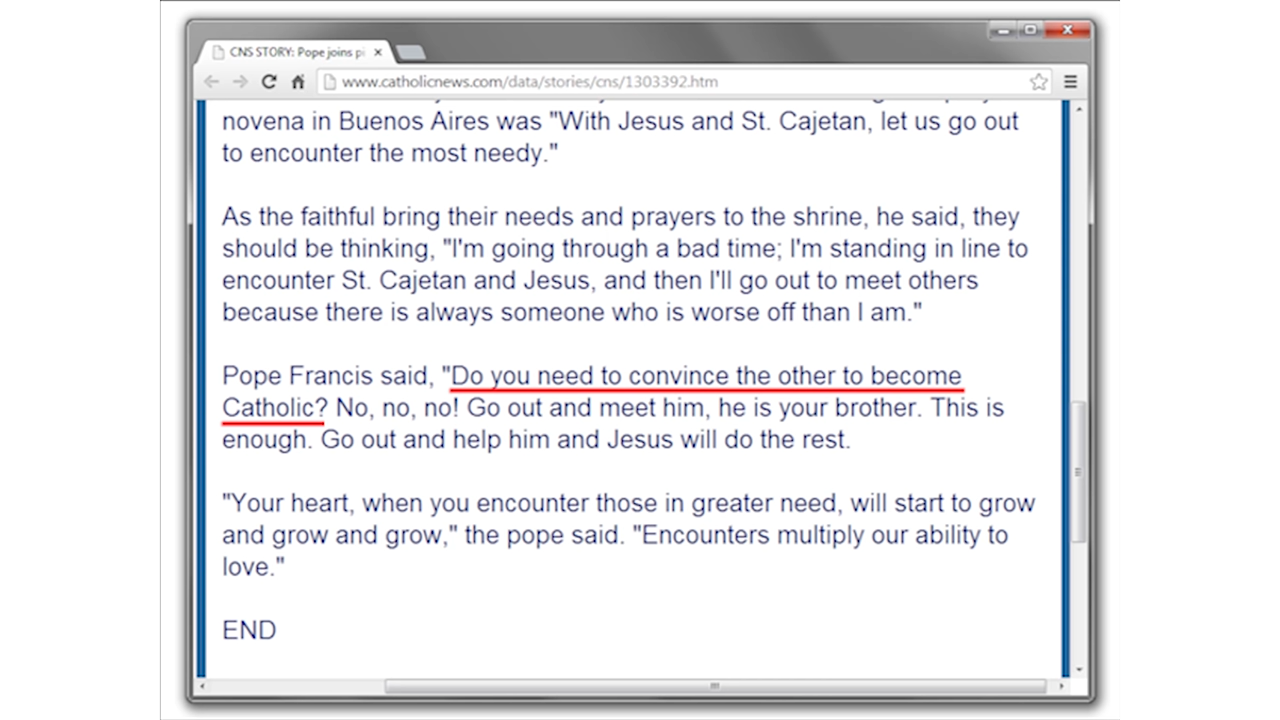 CNS STORY: Pope joins pi
www.catholicnews.com/data/stories/cns/1303392.htm
novena in Buenos Aires was "With Jesus and St. Cajetan, let us go out
to encounter the most needy."
As the faithful bring their needs and prayers to the shrine, he said, they
should be thinking, "I'm going through a bad time; I'm standing in line to
encounter St. Cajetan and Jesus, and then I'll go out to meet others
because there is always someone who is worse off than I am."
Pope Francis said, "Do you need to convince the other to become
Catholic? No, no, no! Go out and meet him, he is your brother. This is
enough. Go out and help him and Jesus will do the rest.
"Your heart, when you encounter those in greater need, will start to grow
and grow and grow," the pope said. "Encounters multiply our ability to
love."
END